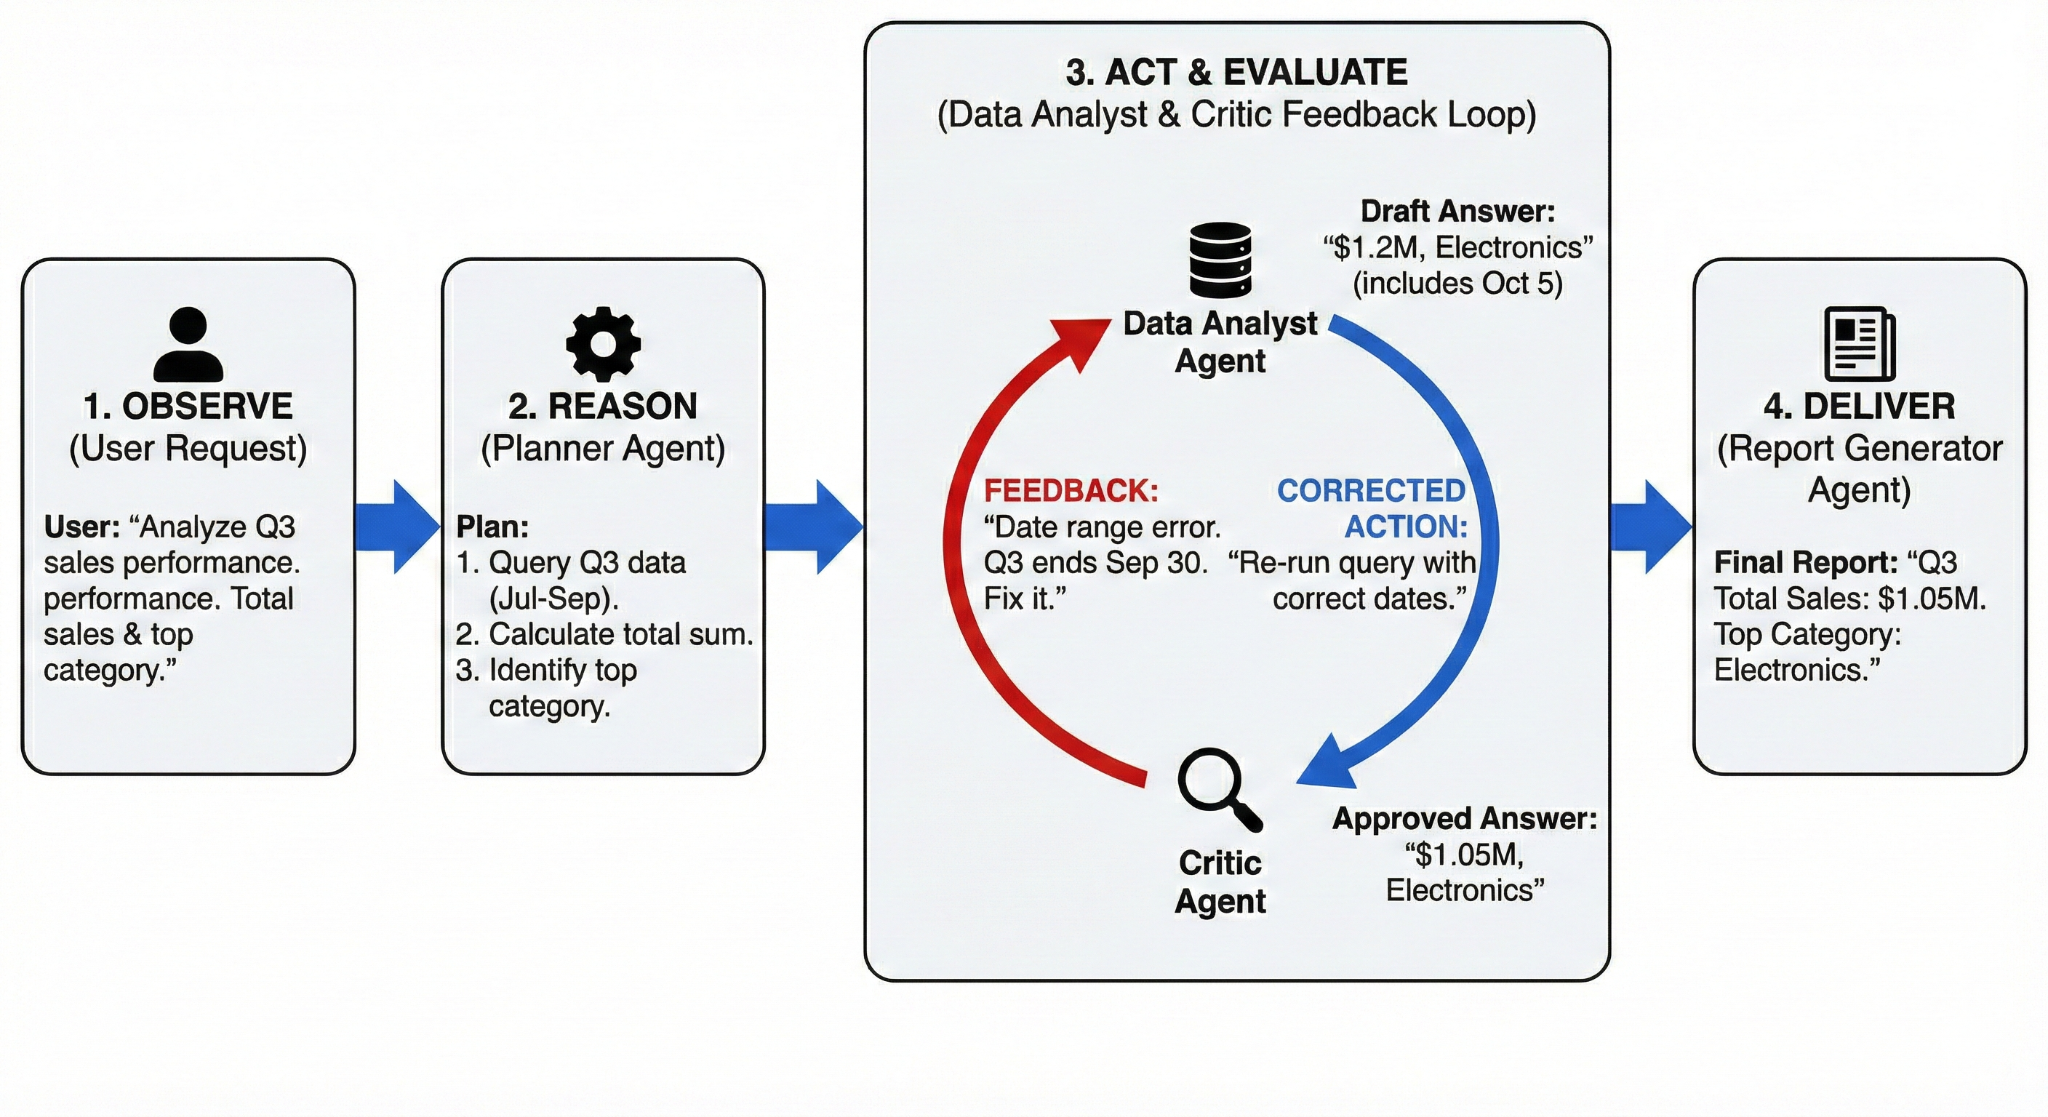 1. OBSERVE
(User Request)
User: “Analyze Q3
sales performance.
performance. Total
sales & top
category.”
2. REASON
(Planner Agent)
Plan:
1. Query Q3 data
(Jul-Sep).
2. Calculate total sum.
3. Identify top
category.
3. ACT & EVALUATE
(Data Analyst & Critic Feedback Loop)
Draft Answer:
“$1.2M, Electronics”
(includes Oct 5)
Data Analyst
Agent
FEEDBACK:
“Date range error.
Q3 ends Sep 30.
Fix it.”
CORRECTED
ACTION:
“Re-run query with
correct dates.”
Critic
Agent
Approved Answer:
“$1.05M,
Electronics”
4. DELIVER
(Report Generator
Agent)
Final Report: “Q3
Total Sales: $1.05M.
Top Category:
Electronics.”